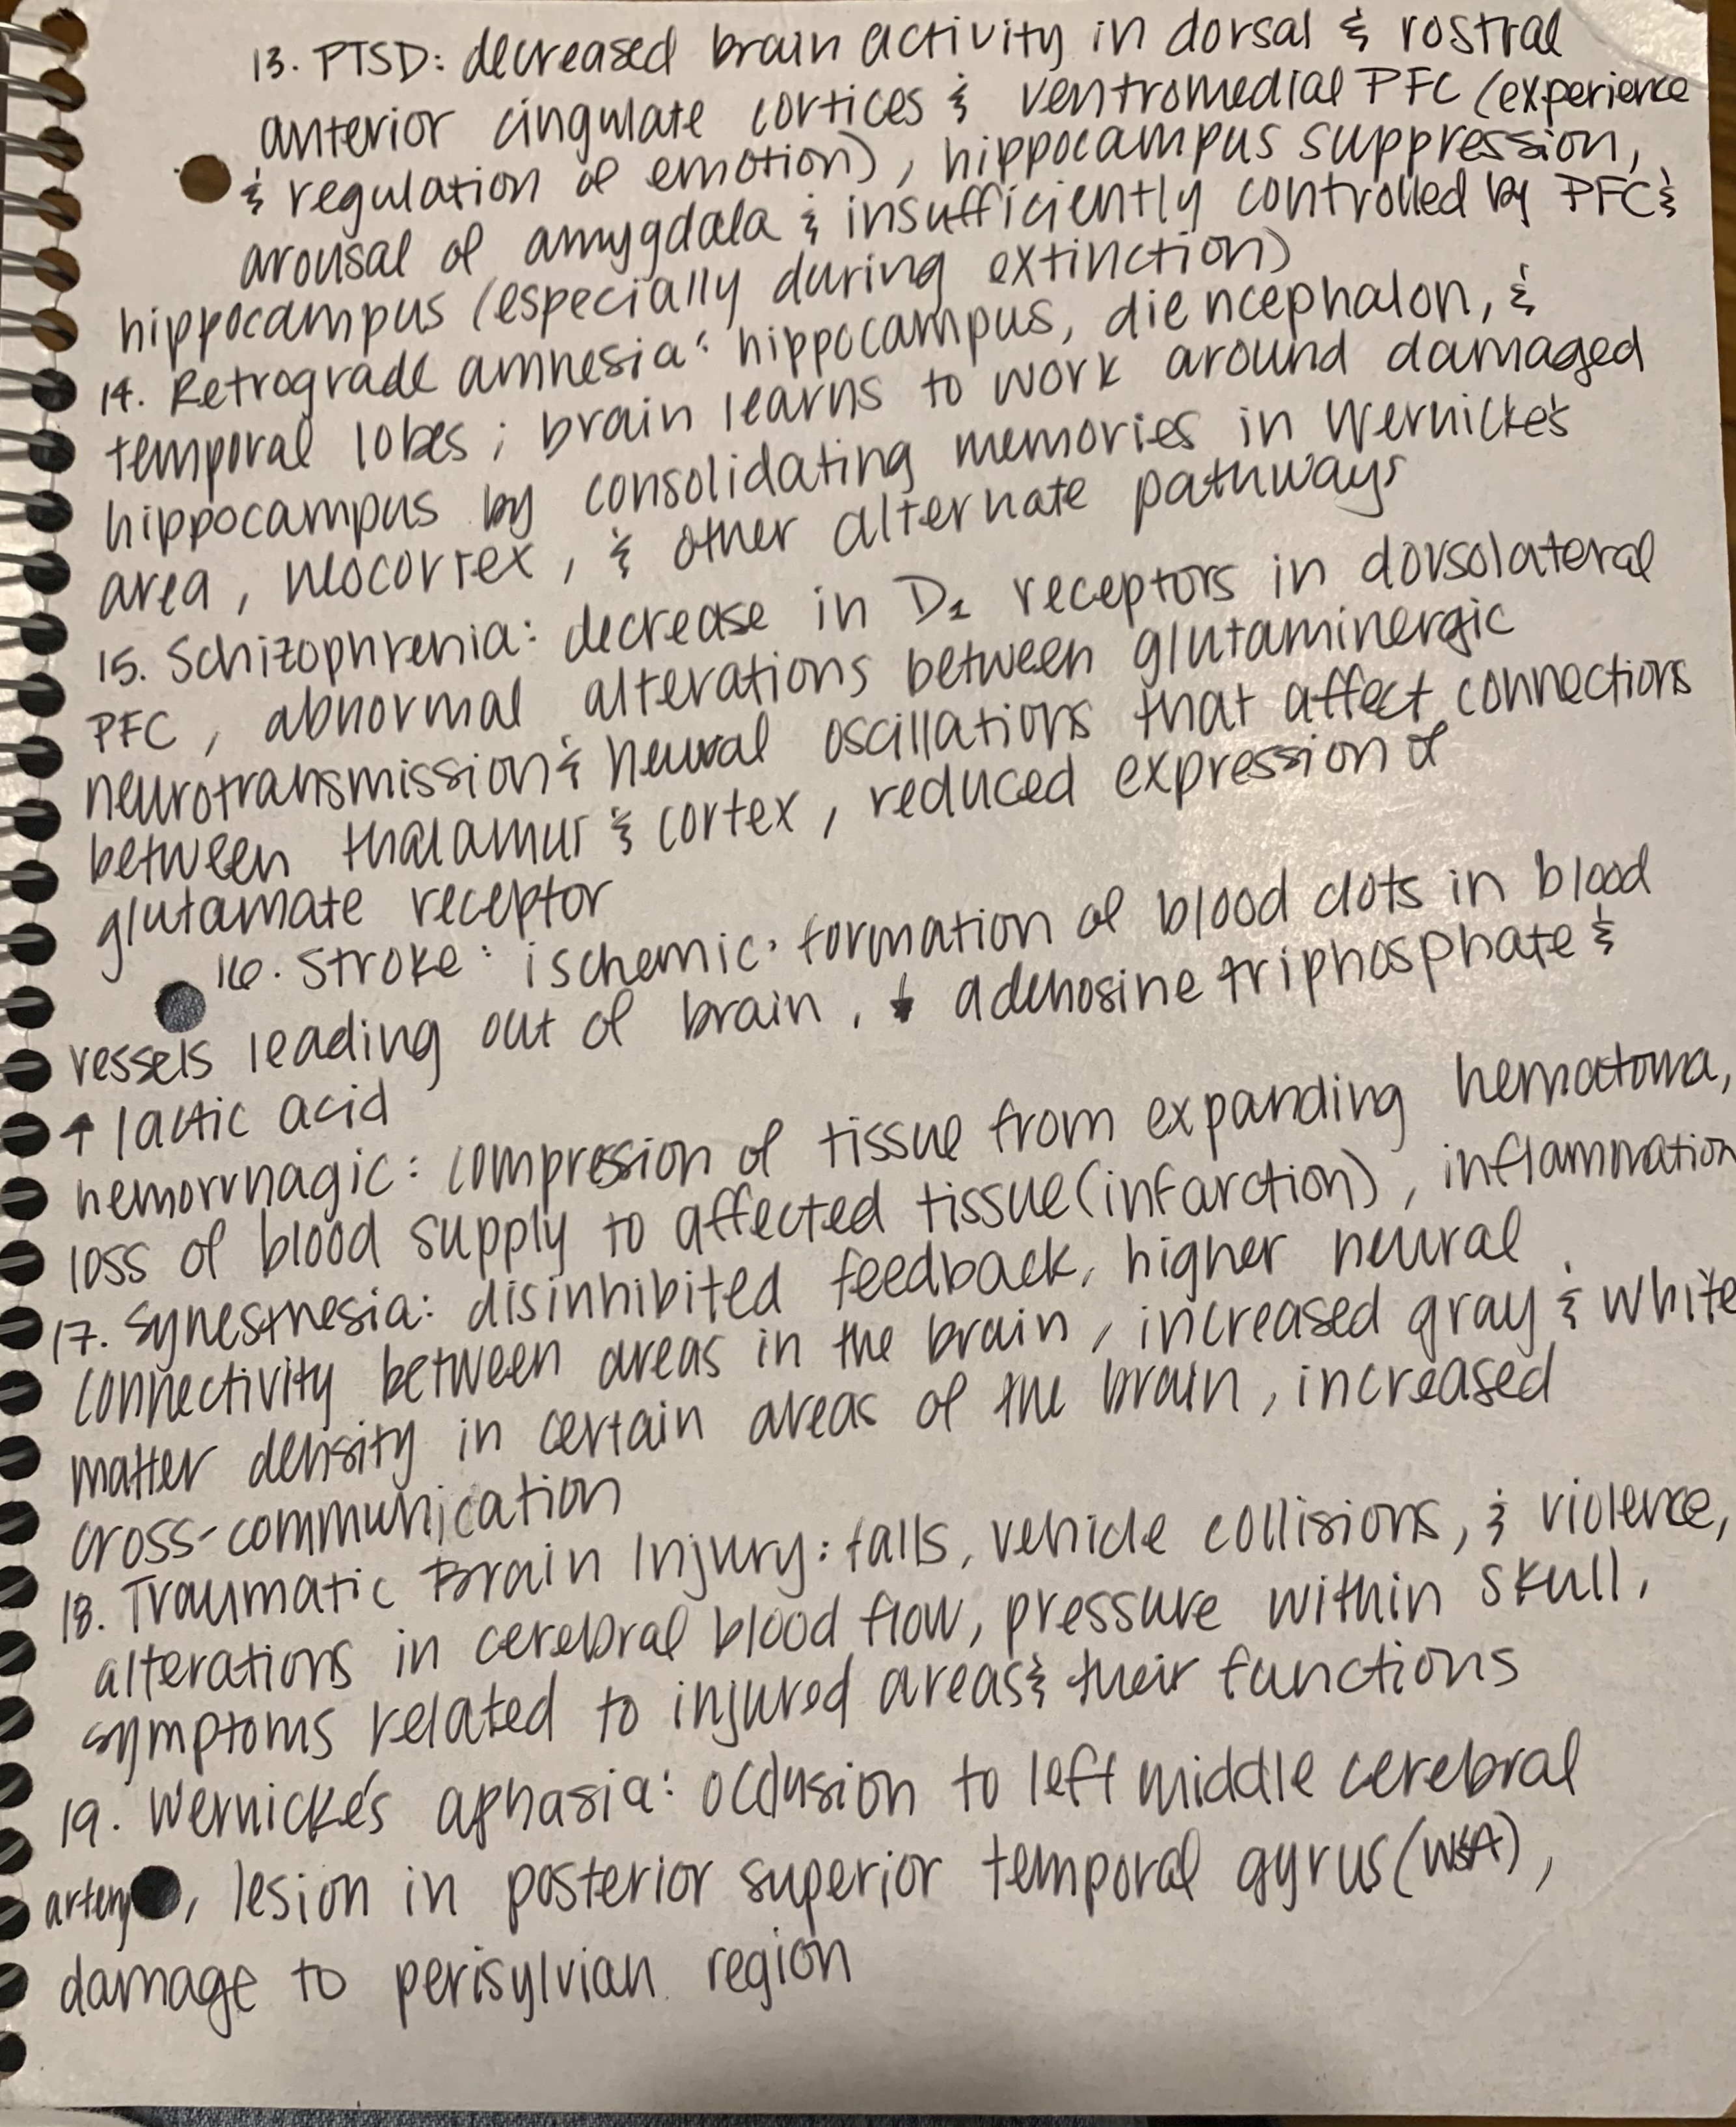 13. PTSD: decreased brain activity in dorsal & rostral
anterior cingulate cortices & ventromedial PFC (experience
& regulation of emotion), hippocampus suppression,
arousal of amygdala & insufficiently controlled by PFC &
hippocampus (especially during extinction)
14. Retrograde amnesia: hippocampus, diencephalon, &
temporal lobes; brain learns to work around damaged
hippocampus by consolidating memories in Wernicke's
area, neocortex, & other alternate pathways
15. Schizophrenia: decrease in D1 receptors in dorsolateral
PFC, abnormal alterations between glutaminergic
neurotransmission & neural oscillations that affect connections
between thalamus & cortex, reduced expression of
glutamate receptor
16. Stroke: ischemic: formation of blood clots in blood
vessels leading out of brain, ↓ adenosine triphosphate &
↑ lactic acid
hemorrhagic: compression of tissue from expanding hematoma,
loss of blood supply to affected tissue (infarction), inflammation
17. Synesthesia: disinhibited feedback, higher neural
connectivity between areas in the brain, increased gray & white
matter density in certain areas of the brain, increased
cross-communication
18. Traumatic Brain Injury: falls, vehicle collisions, & violence,
alterations in cerebral blood flow, pressure within skull,
symptoms related to injured areas & their functions
19. Wernicke's aphasia: occlusion to left middle cerebral
artery, lesion in posterior superior temporal gyrus (WsA),
damage to perisylvian region